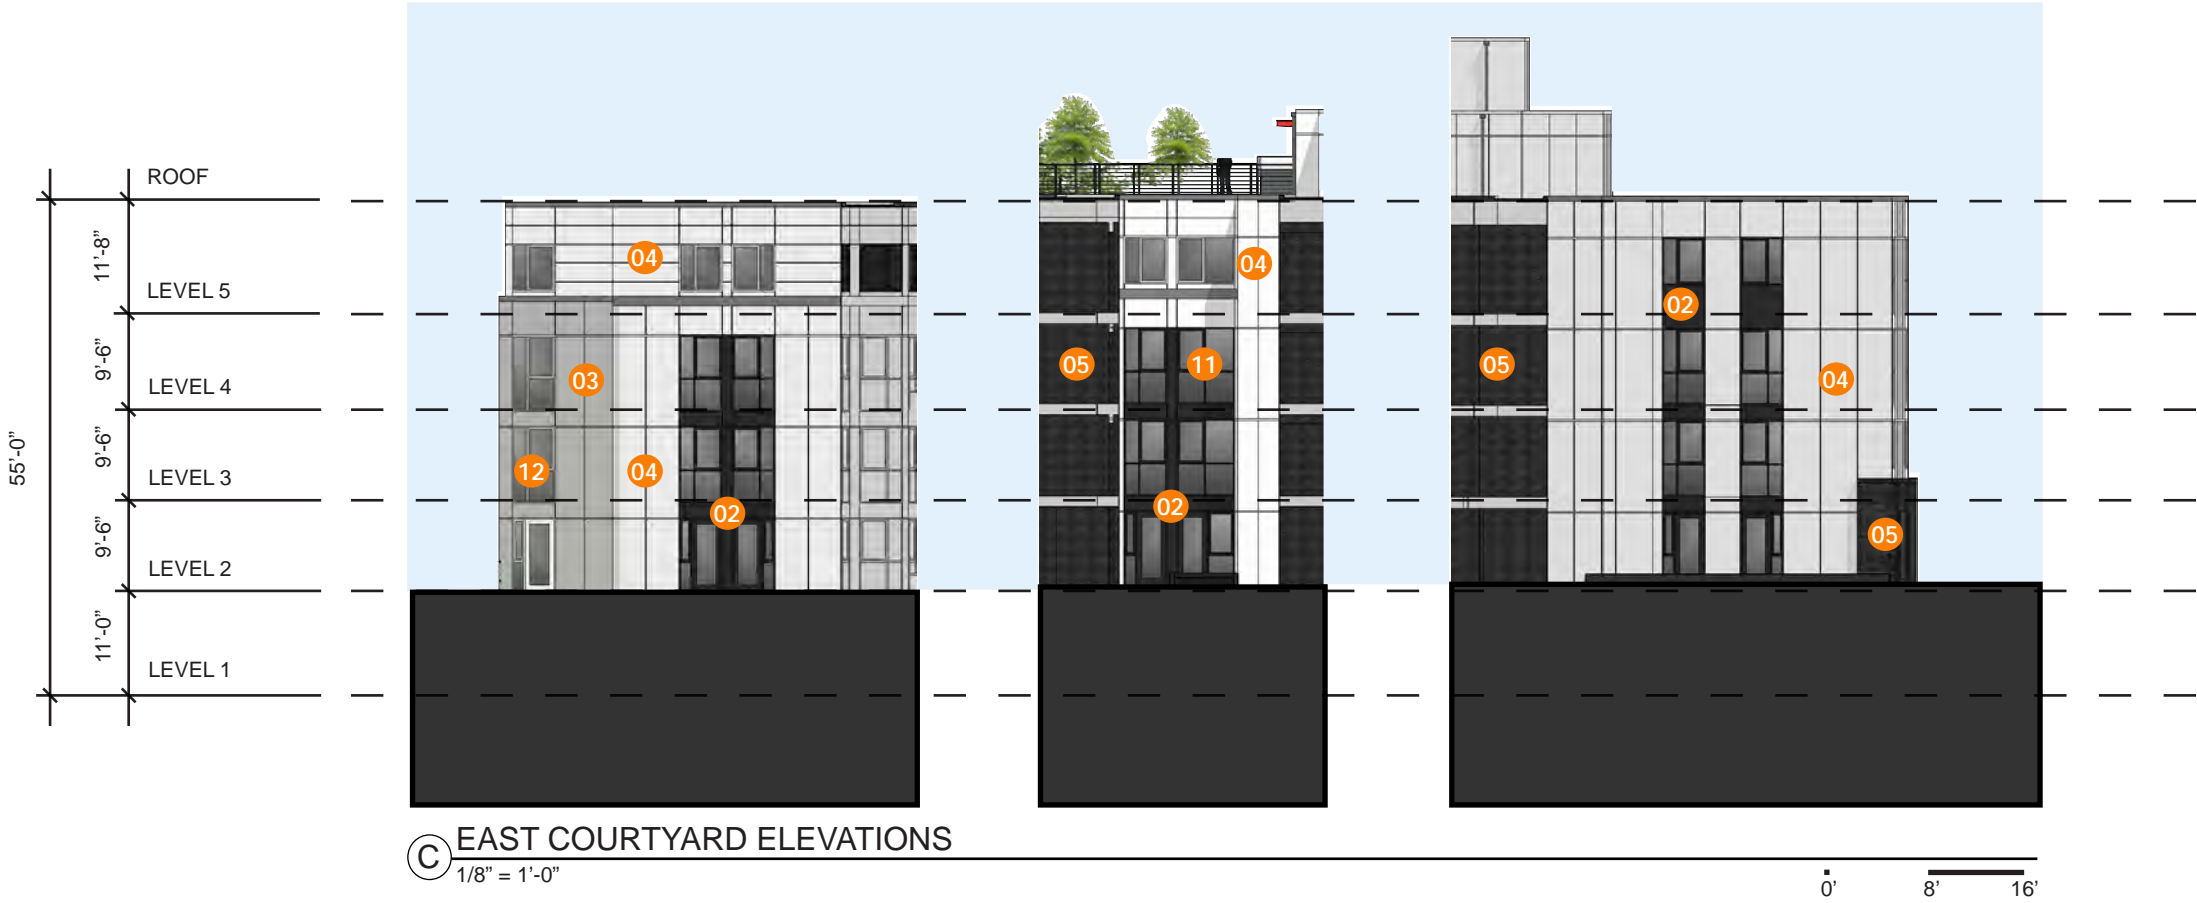 ROOF
11’-8”
LEVEL 5
9’-6”
LEVEL 4
9’-6”
LEVEL 3
9’-6”
LEVEL 2
11’-0”
LEVEL 1
55’-0”
04
03
12
04
02
04
05
11
02
02
05
04
05
C EAST COURTYARD ELEVATIONS
1/8” = 1’-0”
0’ 8’ 16’